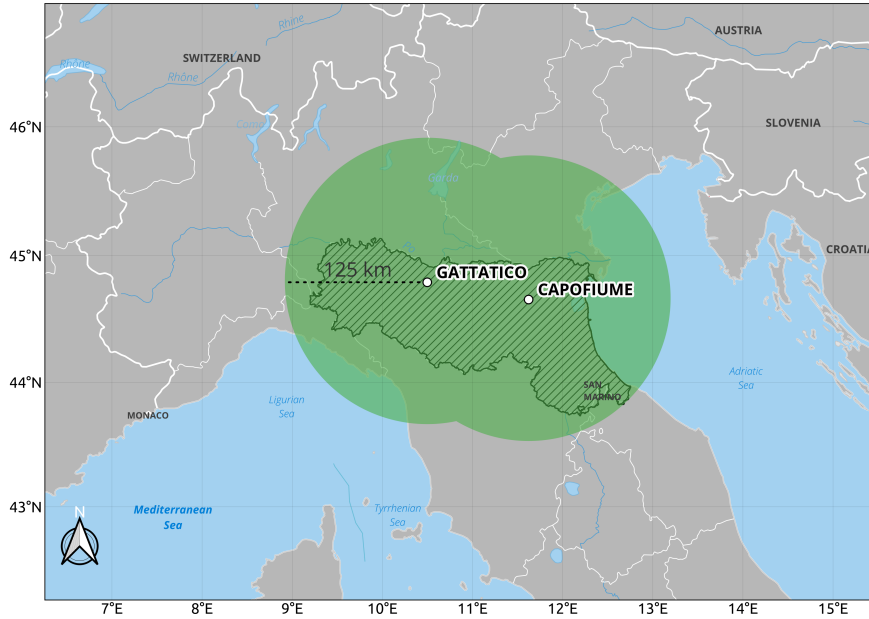 AUSTRIA
Rhine
SWITZERLAND
Rhône
Rhône
46°N
Como
SLOVENIA
Garda
45°N
CROATIA
125 km
GATTATICO
CAPOFIUME
44°N
Adriatic
Sea
SAN
MARINO
Ligurian
Sea
MONACO
43°N
Mediterranean
Sea
Tyrrhenian
Sea
N
7°E
8°E
9°E
10°E
11°E
12°E
13°E
14°E
15°E